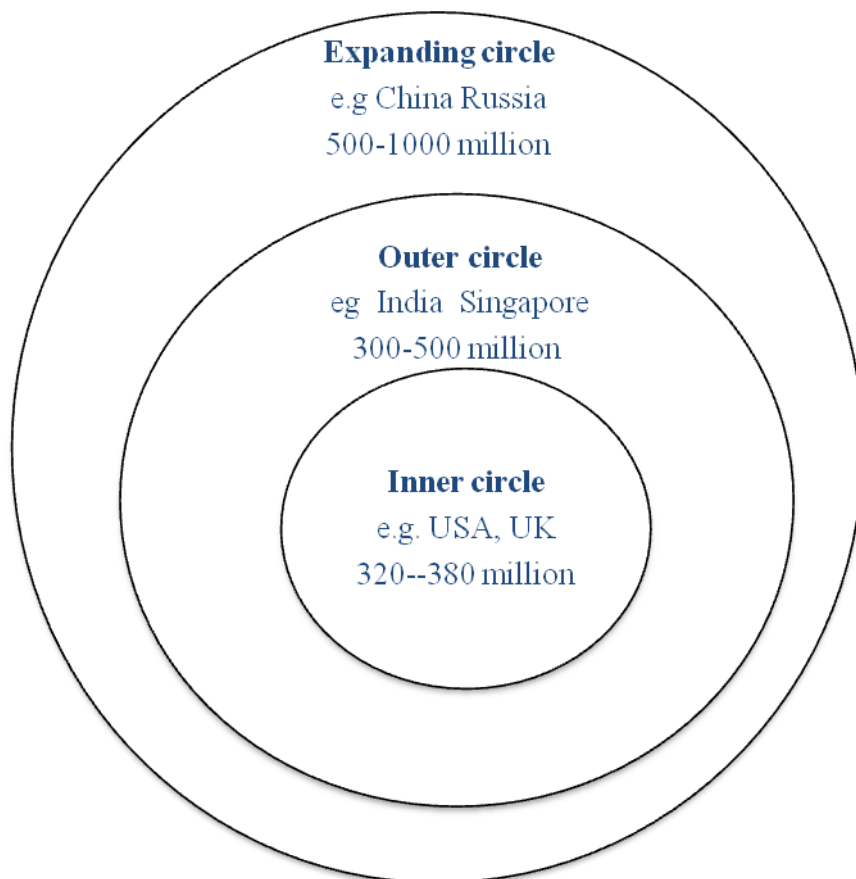 Expanding circle
e.g China Russia
500-1000 million
Outer circle
eg India Singapore
300-500 million
Inner circle
e.g. USA, UK
320--380 million